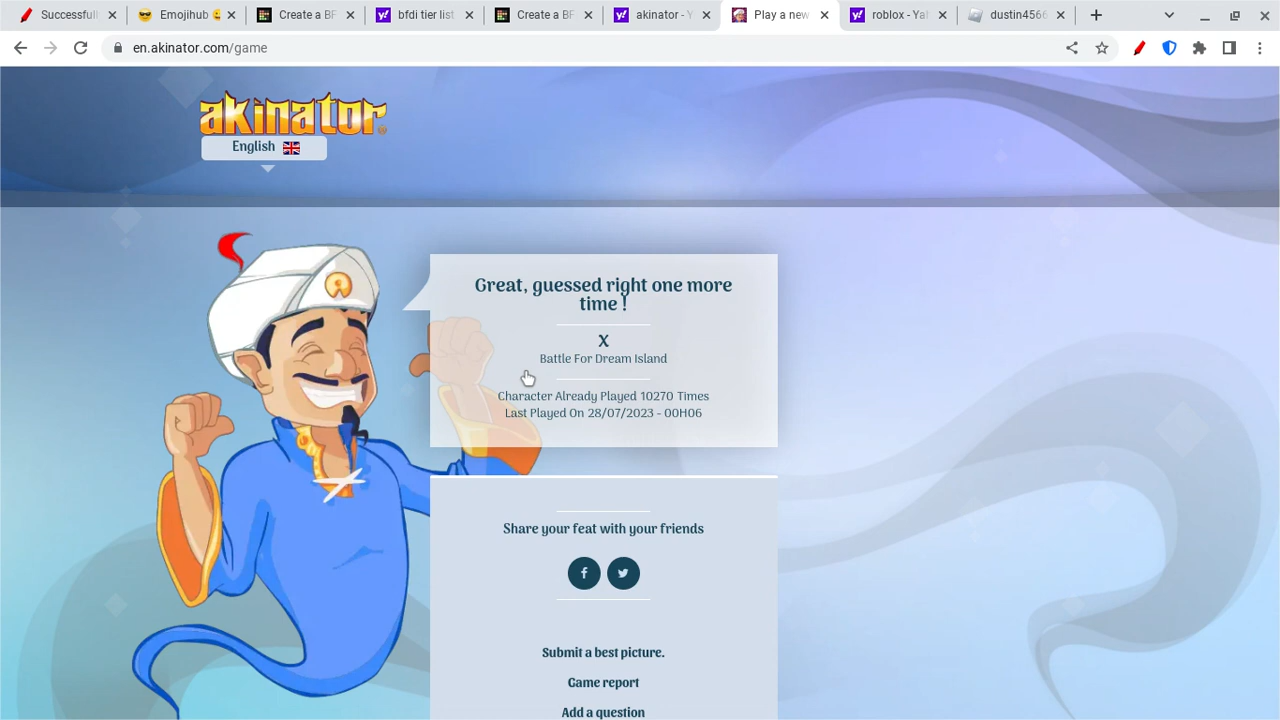 Successfull
Emojihub
Create a BF
bfdi tier list
Create a BF
akinator - Y
Play a new
roblox - Ya
dustin4566
en.akinator.com/game
akinator
English
Great, guessed right one more
time !
X
Battle For Dream Island
Character Already Played 10270 Times
Last Played On 28/07/2023 - 00H06
Share your feat with your friends
Submit a best picture.
Game report
Add a question